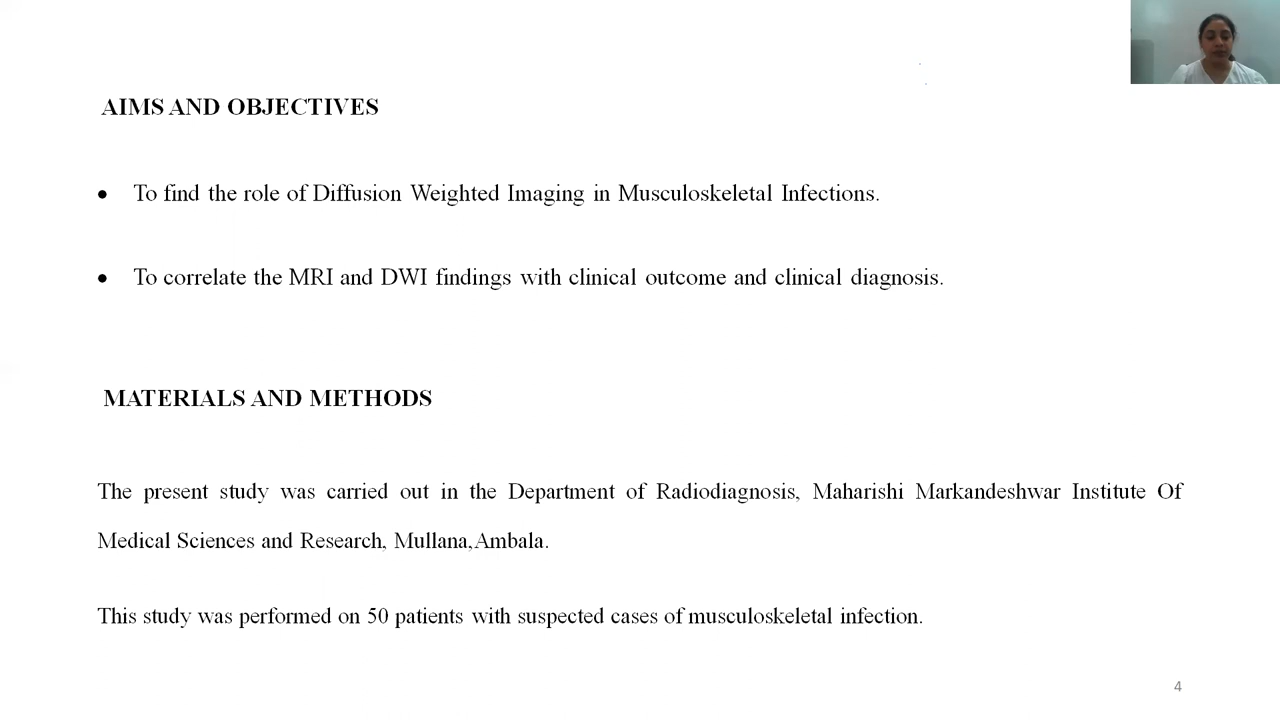 AIMS AND OBJECTIVES
• To find the role of Diffusion Weighted Imaging in Musculoskeletal Infections.
• To correlate the MRI and DWI findings with clinical outcome and clinical diagnosis.
MATERIALS AND METHODS
The present study was carried out in the Department of Radiodiagnosis, Maharishi Markandeshwar Institute Of
Medical Sciences and Research, Mullana,Ambala.
This study was performed on 50 patients with suspected cases of musculoskeletal infection.
4